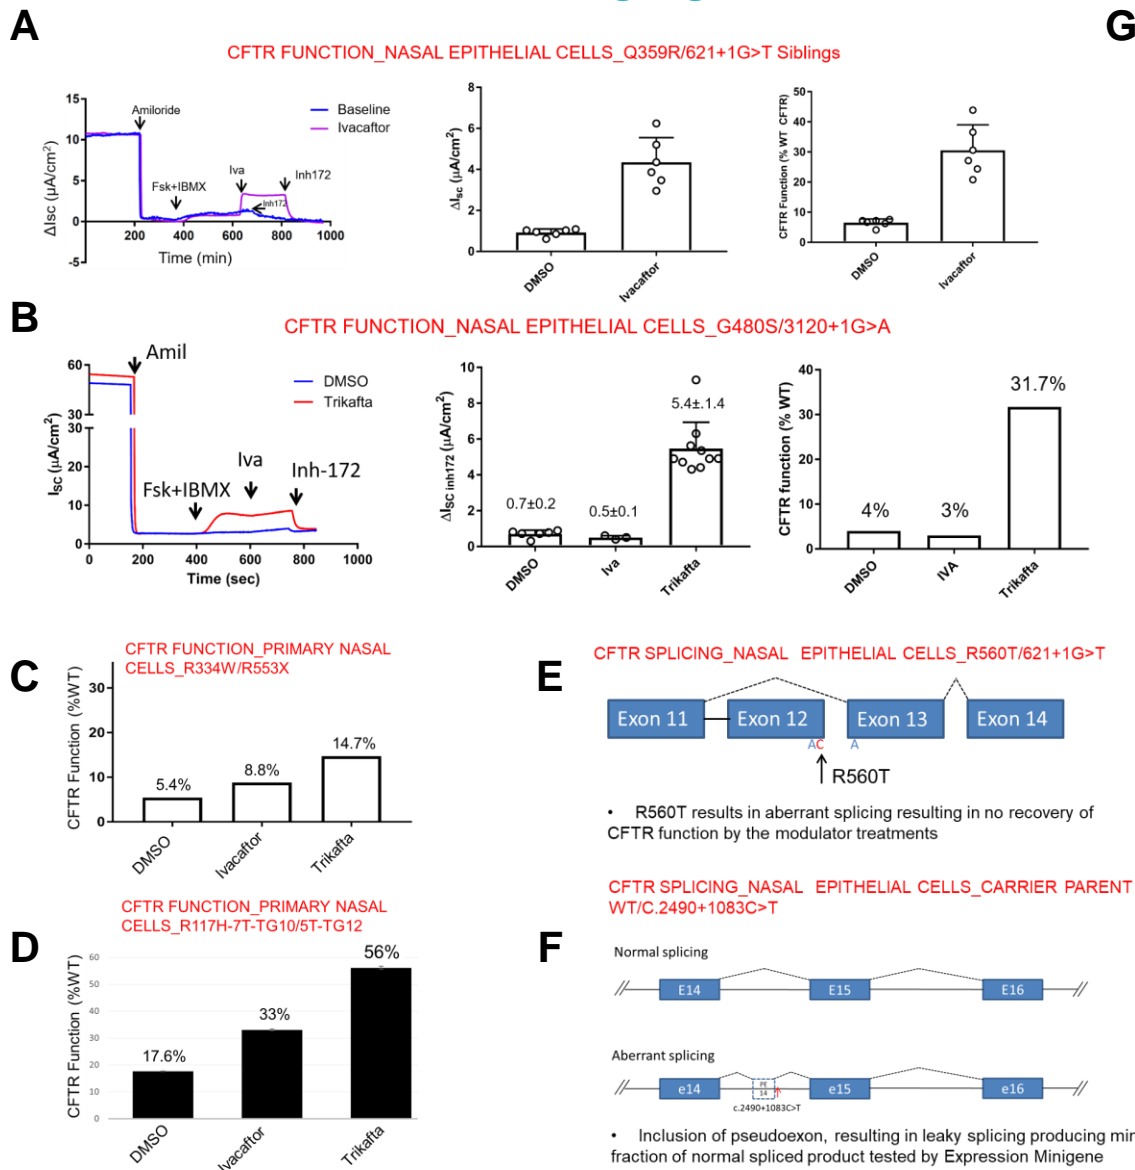 A
G
CFTR FUNCTION_NASAL EPITHELIAL CELLS_Q359R/621+1G>T Siblings
15
10
5
0
-5
ΔIsc (μA/cm²)
Amiloride
Fsk+IBMX
Iva
Inh172
Inh172
Baseline
Ivacaftor
200
400
600
800
1000
Time (min)
8
6
4
2
0
ΔIsc (μA/cm²)
DMSO
Ivacaftor
50
40
30
20
10
0
CFTR Function (% WT CFTR)
DMSO
Ivacaftor
B
CFTR FUNCTION_NASAL EPITHELIAL CELLS_G480S/3120+1G>A
60
30
30
20
10
0
Isc (μA/cm²)
Amil
DMSO
Trikafta
Fsk+IBMX
Iva
Inh-172
0
200
400
600
800
1000
Time (sec)
10
8
6
4
2
0
ΔISC inh172 (μA/cm²)
0.7±0.2
0.5±0.1
5.4±.1.4
DMSO
Iva
Trikafta
40
30
20
10
0
CFTR function (% WT)
4%
3%
31.7%
DMSO
IVA
Trikafta
C
CFTR FUNCTION_PRIMARY NASAL
CELLS_R334W/R553X
30
20
10
0
CFTR Function (%WT)
5.4%
8.8%
14.7%
DMSO
Ivacaftor
Trikafta
D
CFTR FUNCTION_PRIMARY NASAL
CELLS_R117H-7T-TG10/5T-TG12
60
50
40
30
20
10
0
CFTR Function (%WT)
17.6%
33%
56%
DMSO
Ivacaftor
Trikafta
E
CFTR SPLICING_NASAL EPITHELIAL CELLS_R560T/621+1G>T
Exon 11
Exon 12
Exon 13
Exon 14
AC
A
R560T
• R560T results in aberrant splicing resulting in no recovery of
CFTR function by the modulator treatments
F
CFTR SPLICING_NASAL EPITHELIAL CELLS_CARRIER PARENT
WT/C.2490+1083C>T
Normal splicing
E14
E15
E16
Aberrant splicing
e14
PE
14
e15
e16
c.2490+1083C>T
• Inclusion of pseudoexon, resulting in leaky splicing producing
fraction of normal spliced product tested by Expression Minigene